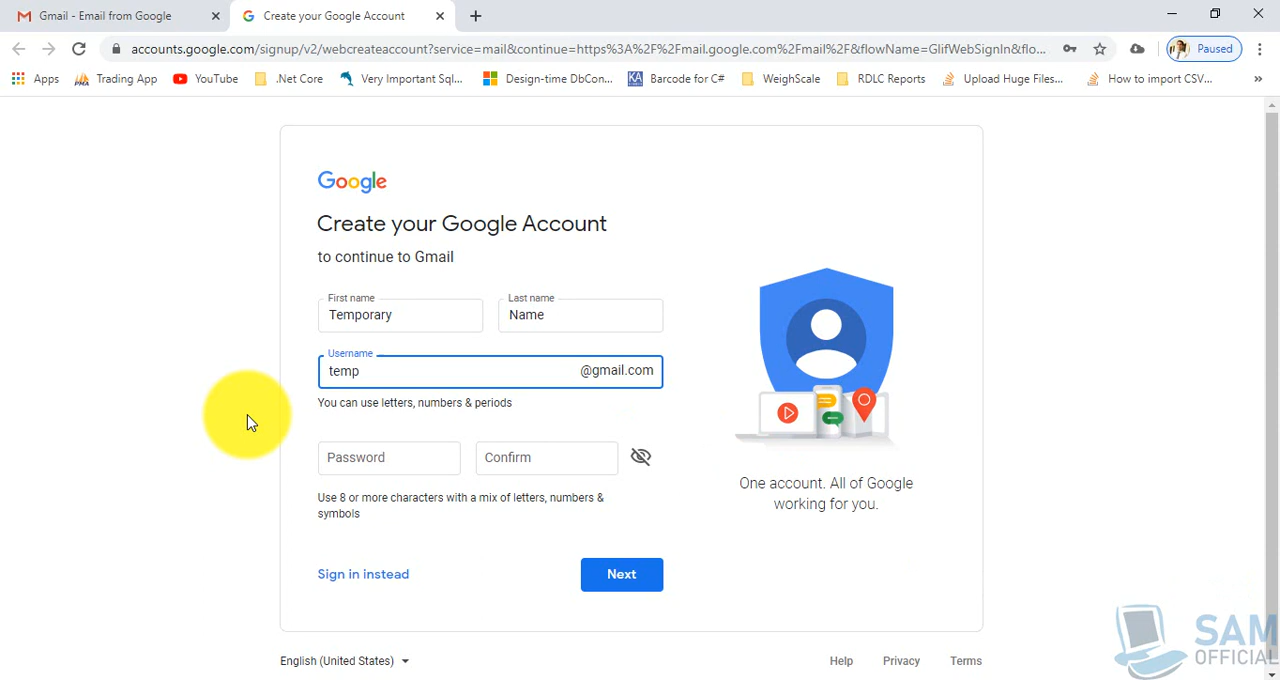 Gmail - Email from Google
Create your Google Account
accounts.google.com/signup/v2/webcreateaccount?service=mail&continue=https%3A%2F%2Fmail.google.com%2Fmail%2F&flowName=GlifWebSignIn&flo...
Paused
Apps
Trading App
YouTube
.Net Core
Very Important Sql...
Design-time DbCon...
KA
Barcode for C#
WeighScale
RDLC Reports
Upload Huge Files...
How to import CSV...
Google
Create your Google Account
to continue to Gmail
First name
Last name
Temporary
Name
Username
temp
@gmail.com
You can use letters, numbers & periods
Password
Confirm
Use 8 or more characters with a mix of letters, numbers &
symbols
One account. All of Google
working for you.
Sign in instead
Next
English (United States)
Help
Privacy
Terms
SAM
OFFICIAL